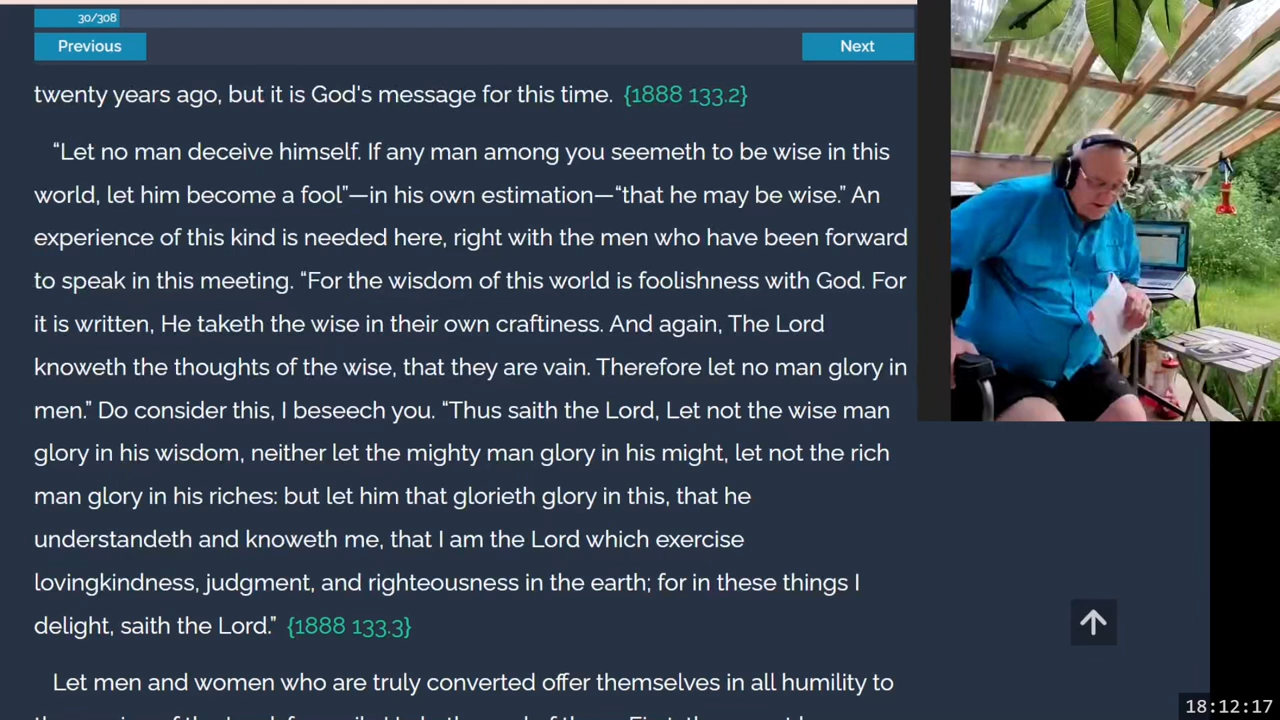 30/308
Previous
Next
twenty years ago, but it is God's message for this time. {1888 133.2}
“Let no man deceive himself. If any man among you seemeth to be wise in this
world, let him become a fool”—in his own estimation—“that he may be wise.” An
experience of this kind is needed here, right with the men who have been forward
to speak in this meeting. “For the wisdom of this world is foolishness with God. For
it is written, He taketh the wise in their own craftiness. And again, The Lord
knoweth the thoughts of the wise, that they are vain. Therefore let no man glory in
men.” Do consider this, I beseech you. “Thus saith the Lord, Let not the wise man
glory in his wisdom, neither let the mighty man glory in his might, let not the rich
man glory in his riches: but let him that glorieth glory in this, that he
understandeth and knoweth me, that I am the Lord which exercise
lovingkindness, judgment, and righteousness in the earth; for in these things I
delight, saith the Lord.” {1888 133.3}
Let men and women who are truly converted offer themselves in all humility to
18:12:17